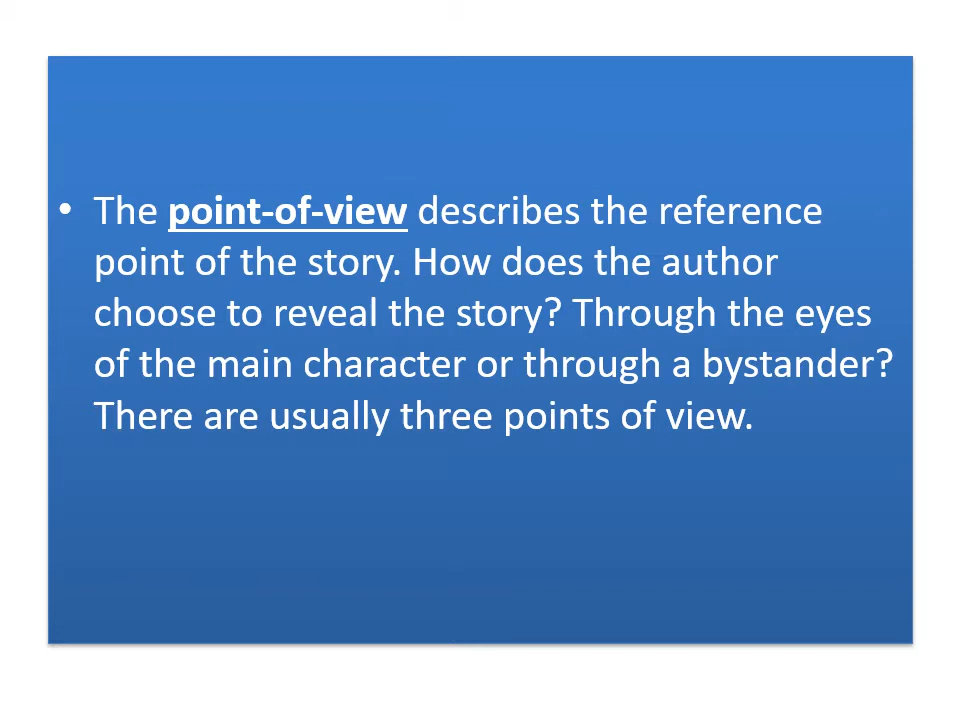 • The point-of-view describes the reference
point of the story. How does the author
choose to reveal the story? Through the eyes
of the main character or through a bystander?
There are usually three points of view.